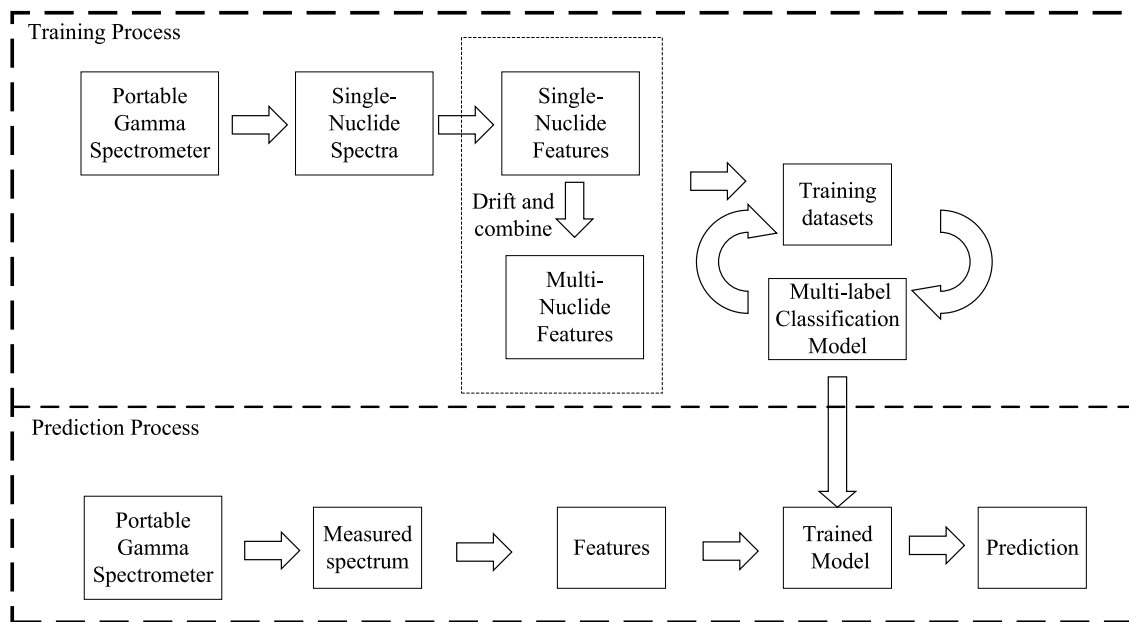 Training Process
Portable
Gamma
Spectrometer
Single-
Nuclide
Spectra
Single-
Nuclide
Features
Drift and
combine
Multi-
Nuclide
Features
Training
datasets
Multi-label
Classification
Model
Prediction Process
Portable
Gamma
Spectrometer
Measured
spectrum
Features
Trained
Model
Prediction